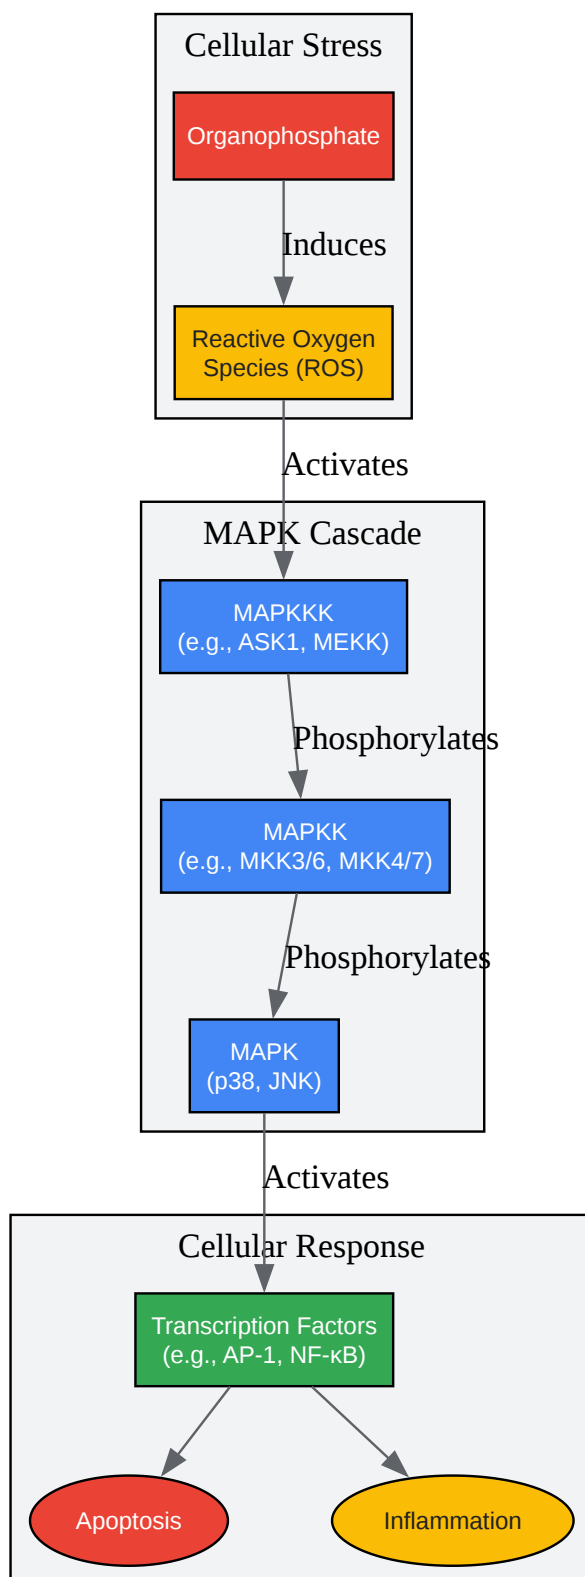 Cellular Stress
Organophosphate
Induces
Reactive Oxygen
Species (ROS)
Activates
MAPK Cascade
MAPKKK
(e.g., ASK1, MEKK)
Phosphorylates
MAPKK
(e.g., MKK3/6, MKK4/7)
Phosphorylates
MAPK
(p38, JNK)
Activates
Cellular Response
Transcription Factors
(e.g., AP-1, NF-κB)
Apoptosis
Inflammation